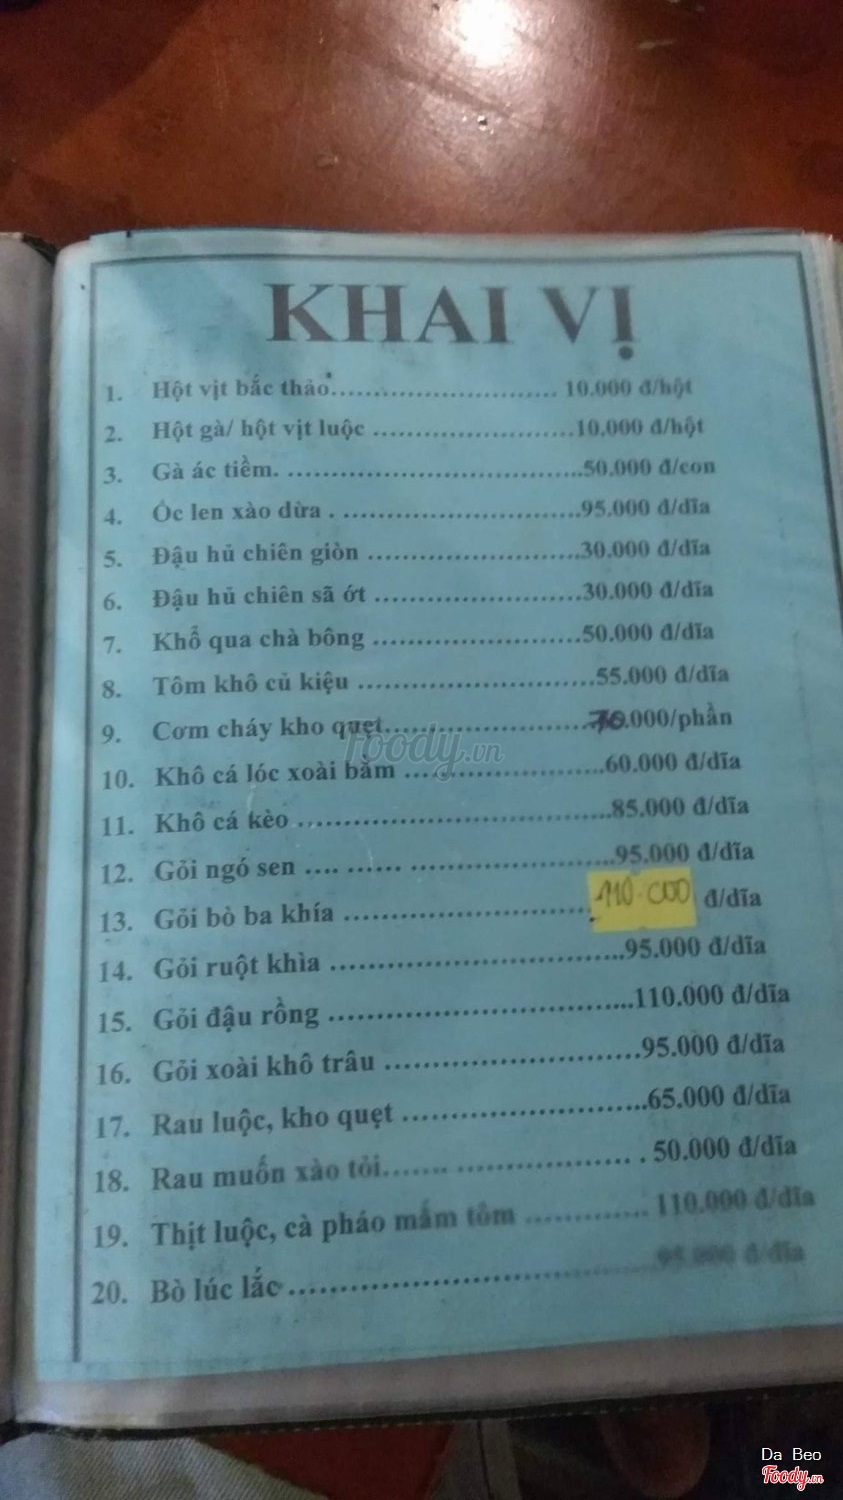 KHAI VỊ
1. Hột vịt bắc thảo........................... 10.000 đ/hột
2. Hột gà/ hột vịt luộc ........................10.000 đ/hột
3. Gà ác tiềm. ...................................50.000 đ/con
4. Ốc len xào dừa . ............................95.000 đ/dĩa
5. Đậu hủ chiên giòn .........................30.000 đ/dĩa
6. Đậu hủ chiên sã ớt .........................30.000 đ/dĩa
7. Khổ qua chà bông .........................50.000 đ/dĩa
8. Tôm khô củ kiệu ............................55.000 đ/dĩa
9. Cơm cháy kho quẹt.........................70.000/phần
10. Khô cá lóc xoài bằm ........................60.000 đ/dĩa
11. Khô cá kèo .....................................85.000 đ/dĩa
12. Gỏi ngó sen .... ...... ........................95.000 đ/dĩa
13. Gỏi bò ba khía ..............................110.000 đ/dĩa
14. Gỏi ruột khìa ...................................95.000 đ/dĩa
15. Gỏi đậu rồng ....................................110.000 đ/dĩa
16. Gỏi xoài khô trâu ..............................95.000 đ/dĩa
17. Rau luộc, kho quẹt .............................65.000 đ/dĩa
18. Rau muốn xào tỏi....... ..................... . 50.000 đ/dĩa
19. Thịt luộc, cà pháo mắm tôm .............. 110.000 đ/dĩa
20. Bò lúc lắc .........................................95.000 đ/dĩa
foody.vn
Da Beo
Foody.vn